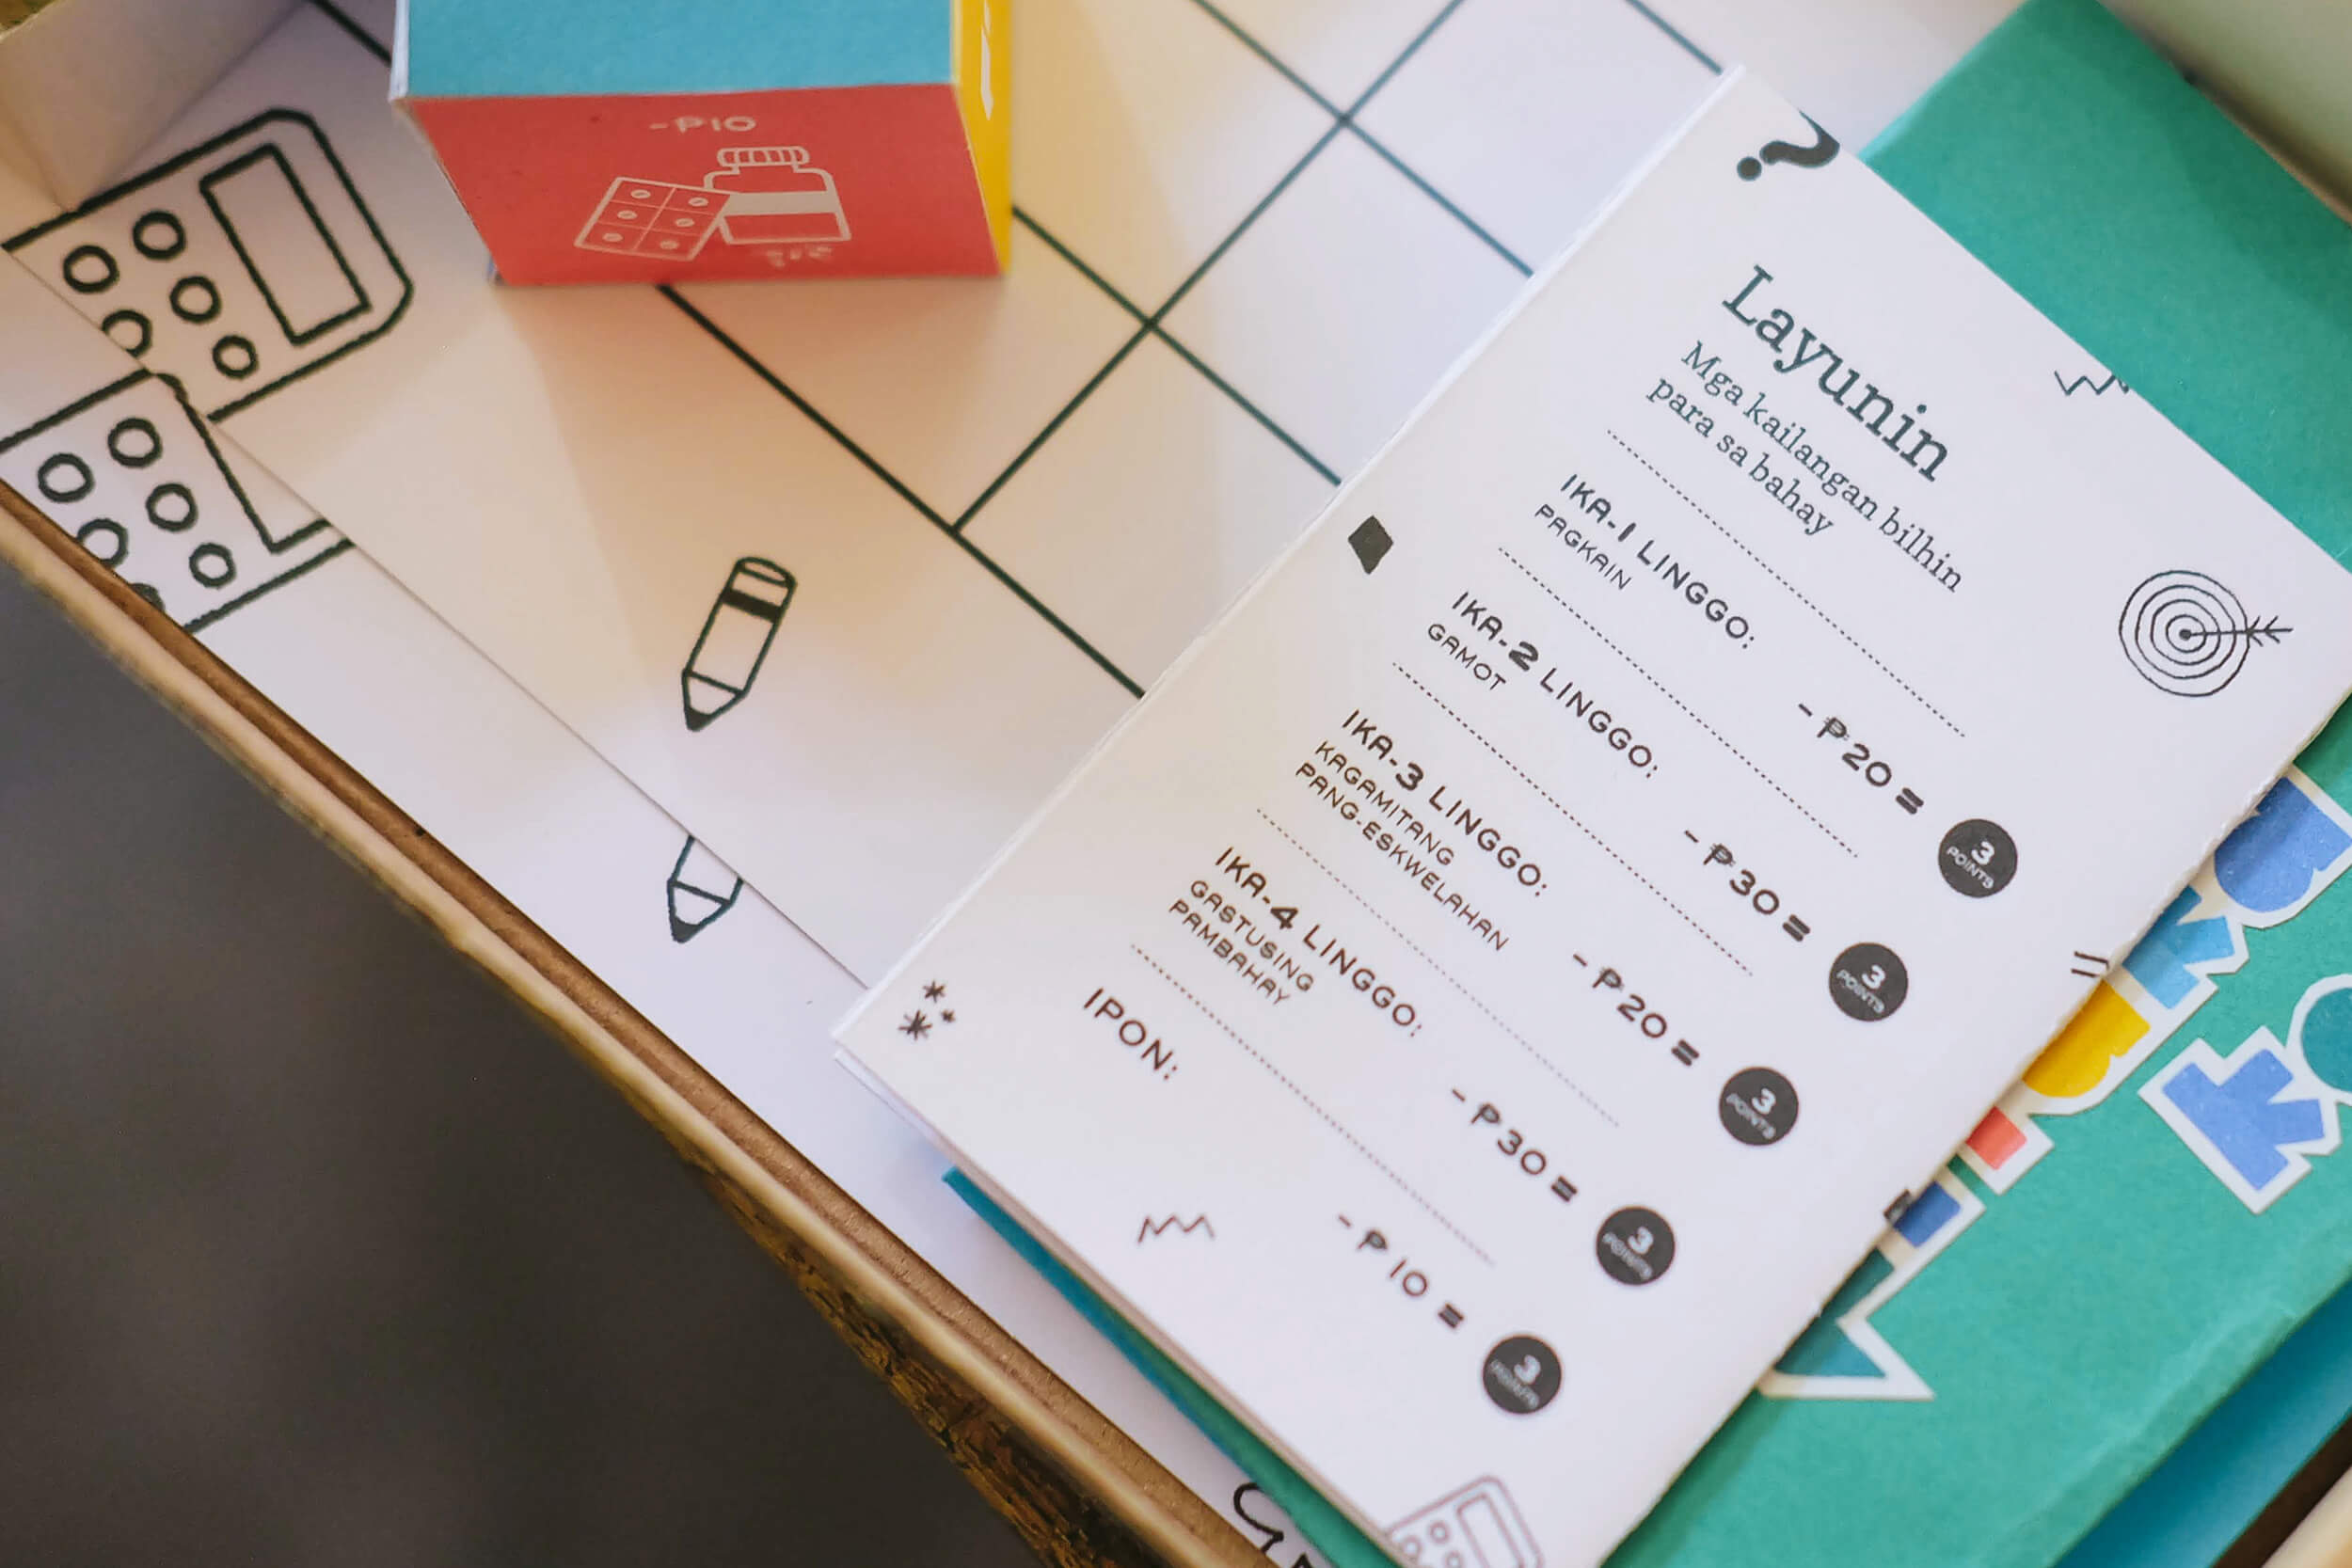 -₱10
Layunin
Mga kailangan bilhin
para sa bahay
IKA-1 LINGGO:
PAGKAIN
-₱20 =
3
POINTS
IKA-2 LINGGO:
GAMOT
-₱30 =
3
POINTS
IKA-3 LINGGO:
KAGAMITANG
PANG-ESKWELAHAN
-₱20 =
3
POINTS
IKA-4 LINGGO:
GASTUSING
PAMBAHAY
-₱30 =
3
POINTS
IPON:
-₱10 =
3
POINTS